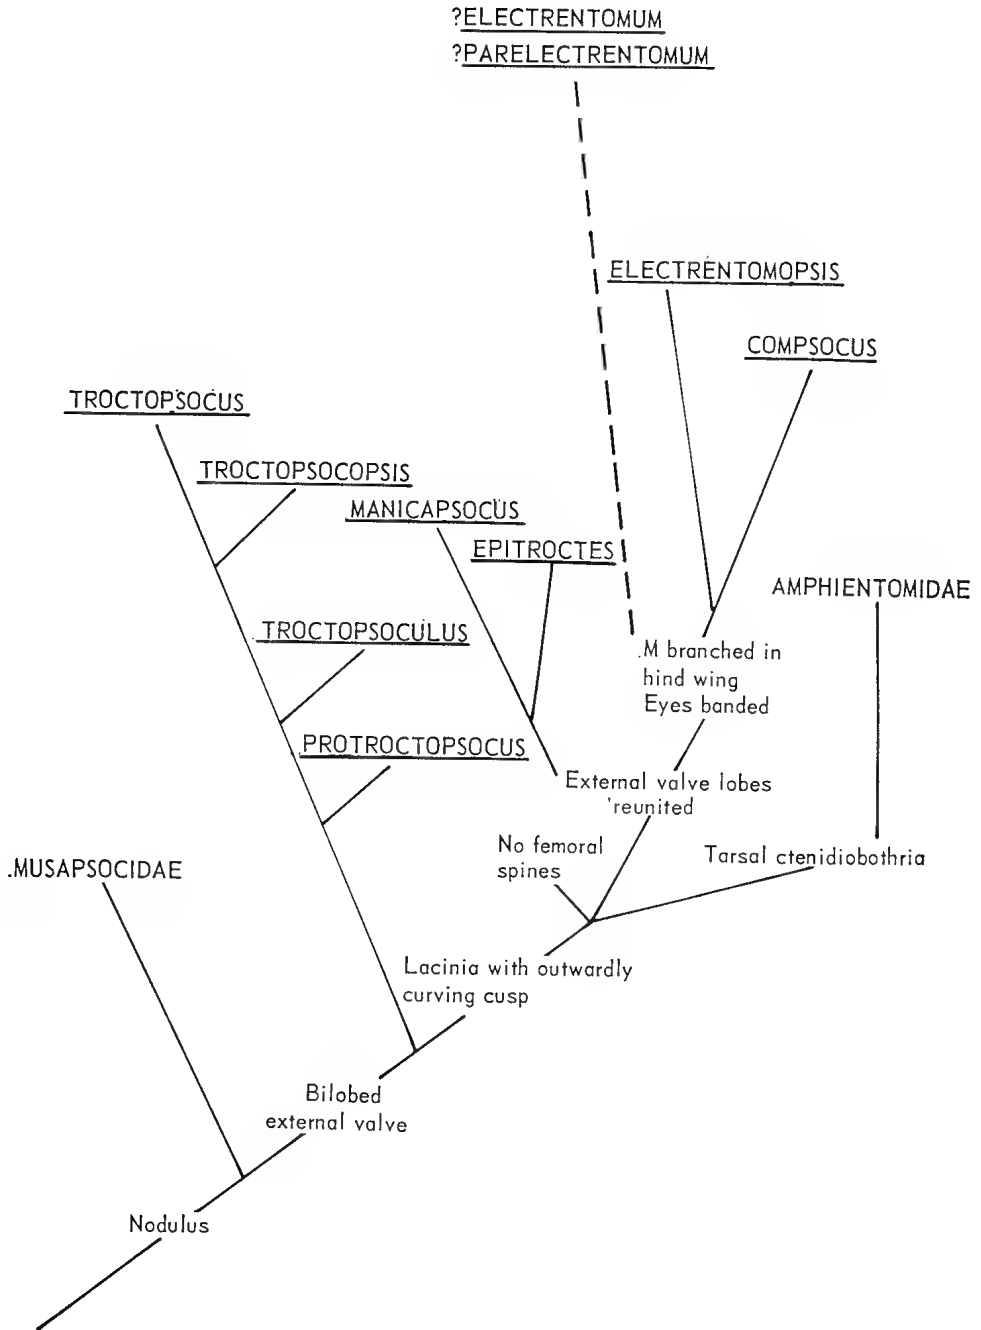 ?ELECTRENTOMUM
?PARELECTRENTOMUM
ELECTRENTOMOPSIS
COMPSOCUS
TROCTOPSOCUS
TROCTOPSOCOPSIS
MANICAPSOCUS
EPITROCTES
AMPHIENTOMIDAE
TROCTOPSOCULUS
M branched in
hind wing
Eyes banded
PROTROCTOPSOCUS
External valve lobes
'reunited
No femoral
spines
Tarsal ctenidiobothria
MUSAPSOCIDAE
Lacinia with outwardly
curving cusp
Bilobed
external valve
Nodulus